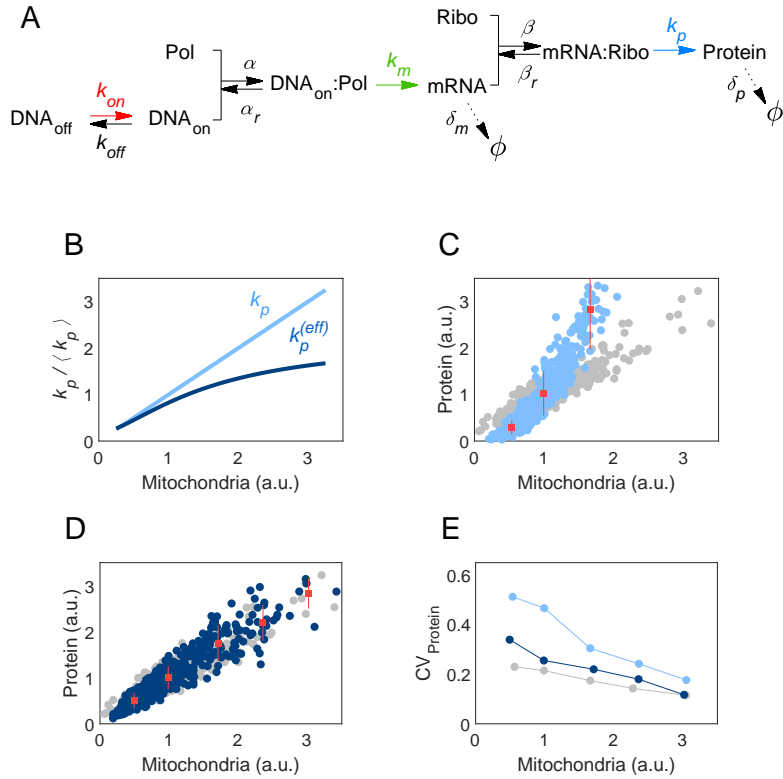 A
Pol
Ribo
α
α_r
β
β_r
k_on
k_off
k_m
k_p
DNA_off
DNA_on
DNA_on:Pol
mRNA
mRNA:Ribo
Protein
δ_m
δ_p
ϕ
ϕ
B
k_p / ⟨ k_p ⟩
3
2
1
0
k_p
k_p^(eff)
0 1 2 3
Mitochondria (a.u.)
C
Protein (a.u.)
3
2
1
0
0 1 2 3
Mitochondria (a.u.)
D
Protein (a.u.)
3
2
1
0
0 1 2 3
Mitochondria (a.u.)
E
CV_Protein
0.6
0.4
0.2
0
0 1 2 3
Mitochondria (a.u.)